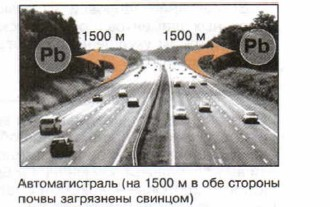 1500 м 1500 м
Pb Pb
Автомагистраль (на 1500 м в обе стороны
почвы загрязнены свинцом)